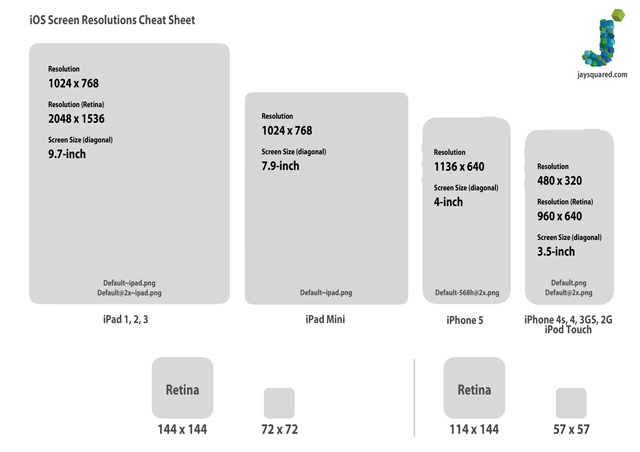 iOS Screen Resolutions Cheat Sheet
jaysquared.com
Resolution
1024 x 768
Resolution (Retina)
2048 x 1536
Screen Size (diagonal)
9.7-inch
Default~ipad.png
Default@2x~ipad.png
iPad 1, 2, 3
Resolution
1024 x 768
Screen Size (diagonal)
7.9-inch
Default~ipad.png
iPad Mini
Resolution
1136 x 640
Screen Size (diagonal)
4-inch
Default-568h@2x.png
iPhone 5
Resolution
480 x 320
Resolution (Retina)
960 x 640
Screen Size (diagonal)
3.5-inch
Default.png
Default@2x.png
iPhone 4s, 4, 3GS, 2G
iPod Touch
Retina
144 x 144
72 x 72
Retina
114 x 144
57 x 57